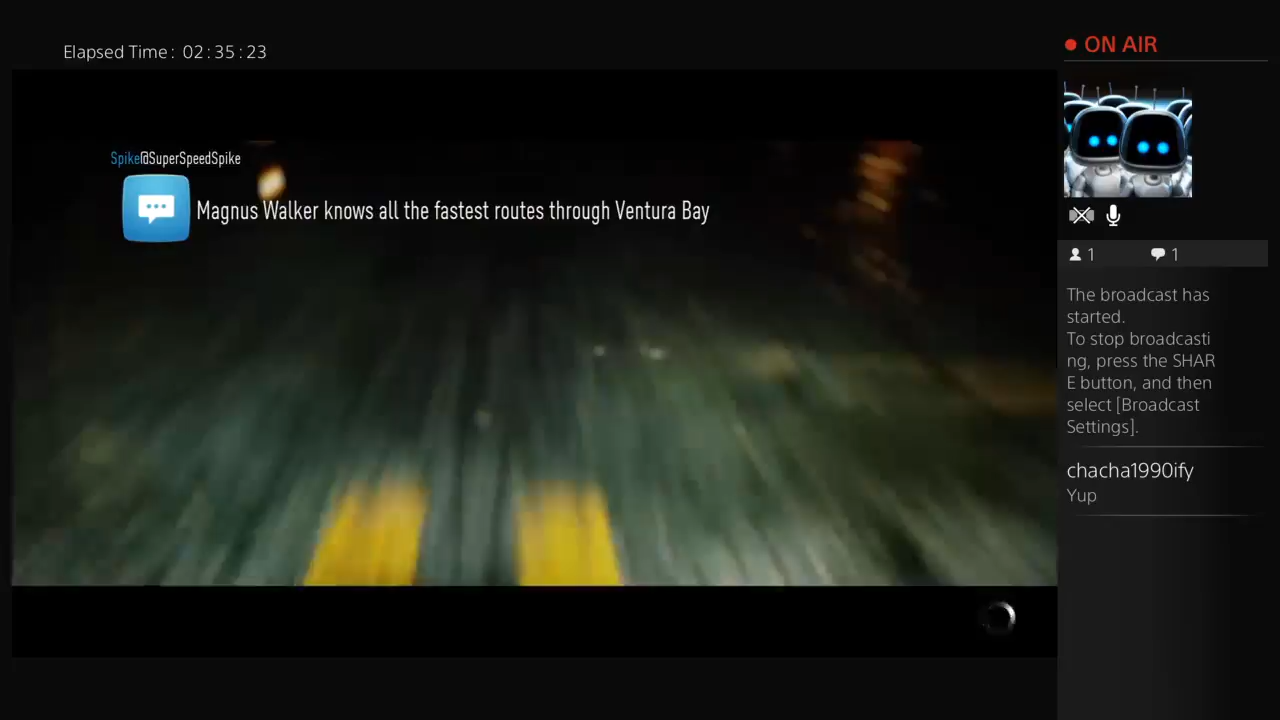 Elapsed Time: 02:35:23
ON AIR
Spike@SuperSpeedSpike
Magnus Walker knows all the fastest routes through Ventura Bay
1 1
The broadcast has
started.
To stop broadcasti
ng, press the SHAR
E button, and then
select [Broadcast
Settings].
chacha1990ify
Yup